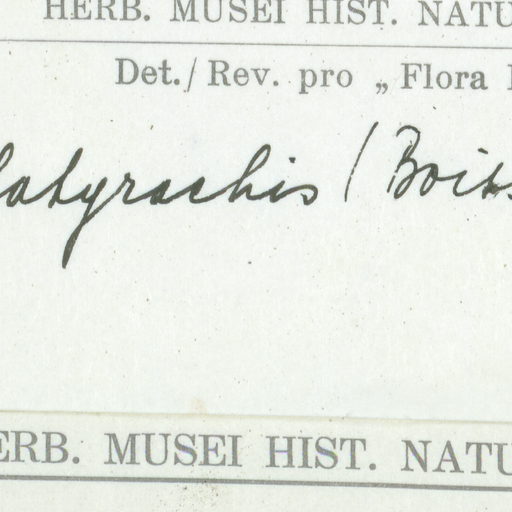 HERB. MUSEI HIST. NATU
Det./Rev. pro „Flora
latyrachis (Boiss
ERB. MUSEI HIST. NATU